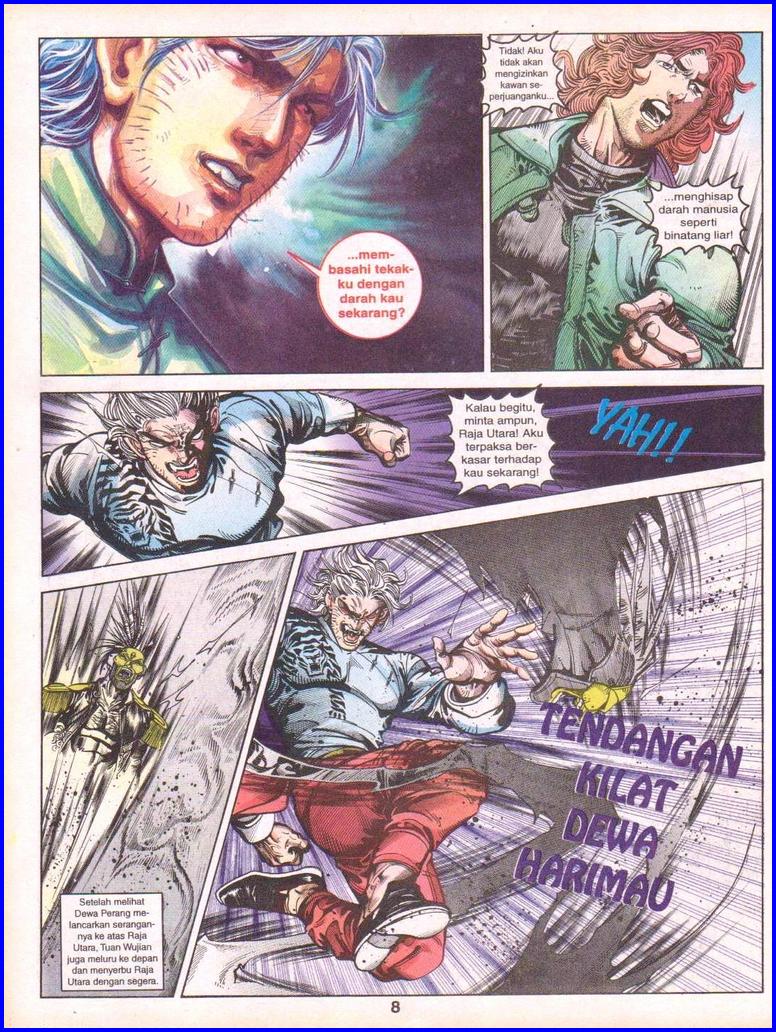 ...mem-
basahi tekak-
ku dengan
darah kau
sekarang?
Tidak! Aku
tidak akan
mengizinkan
kawan se-
perjuanganku...
...menghisap
darah manusia
seperti
binatang liar!
Kalau begitu,
minta ampun,
Raja Utara! Aku
terpaksa ber-
kasar terhadap
kau sekarang!
YAH!!
TENDANGAN
KILAT
DEWA
HARIMAU
Setelah melihat
Dewa Perang me-
lancarkan serangan-
nya ke atas Raja
Utara, Tuan Wujian
juga meluru ke depan
dan menyerbu Raja
Utara dengan segera.
8